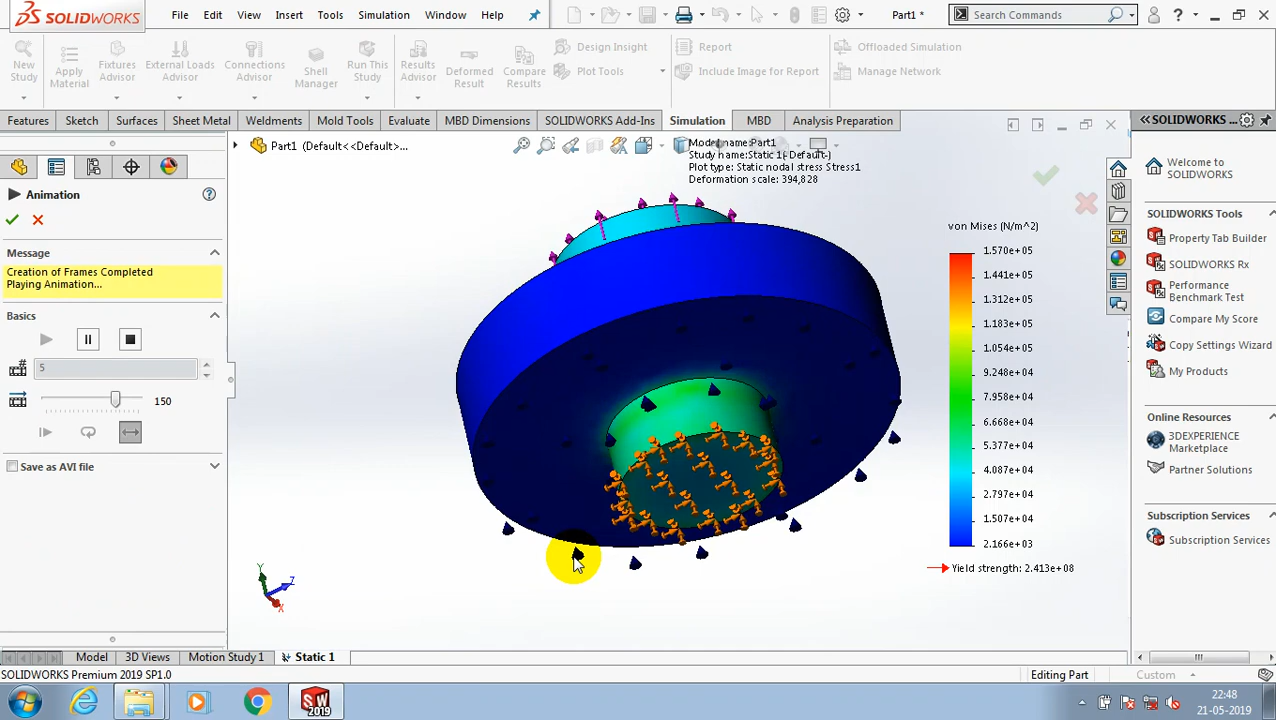 SOLIDWORKS File Edit View Insert Tools Simulation Window Help Part1 * Search Commands ?
New Study Apply Material Fixtures Advisor External Loads Advisor Connections Advisor Shell Manager Run This Study Results Advisor Deformed Result Compare Results Design Insight Plot Tools Report Include Image for Report Offloaded Simulation Manage Network
Features Sketch Surfaces Sheet Metal Weldments Mold Tools Evaluate MBD Dimensions SOLIDWORKS Add-Ins Simulation MBD Analysis Preparation
SOLIDWORKS ...
Part1 (Default<<Default>...
Model name:Part1
Study name:Static 1(-Default-)
Plot type: Static nodal stress Stress1
Deformation scale: 394,828
Animation
Message
Creation of Frames Completed
Playing Animation...
Basics
5
150
Save as AVI file
von Mises (N/m^2)
1.570e+05
1.441e+05
1.312e+05
1.183e+05
1.054e+05
9.248e+04
7.958e+04
6.668e+04
5.377e+04
4.087e+04
2.797e+04
1.507e+04
2.166e+03
Yield strength: 2.413e+08
Y
Z
X
Welcome to
SOLIDWORKS
SOLIDWORKS Tools
Property Tab Builder
SOLIDWORKS Rx
Performance
Benchmark Test
Compare My Score
Copy Settings Wizard
My Products
Online Resources
3DEXPERIENCE
Marketplace
Partner Solutions
Subscription Services
Subscription Services
Model 3D Views Motion Study 1 Static 1
SOLIDWORKS Premium 2019 SP1.0 Editing Part Custom
SW 2019
22:48
21-05-2019